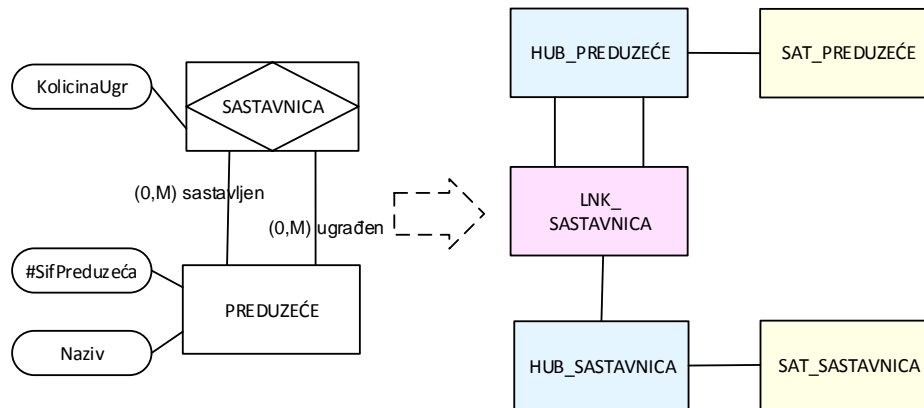 KolicinaUgr
SASTAVNICA
(0,M) sastavljen
(0,M) ugrađen
#SifPreduzeća
PREDUZEĆE
Naziv
HUB_PREDUZEĆE
SAT_PREDUZEĆE
LNK_
SASTAVNICA
HUB_SASTAVNICA
SAT_SASTAVNICA